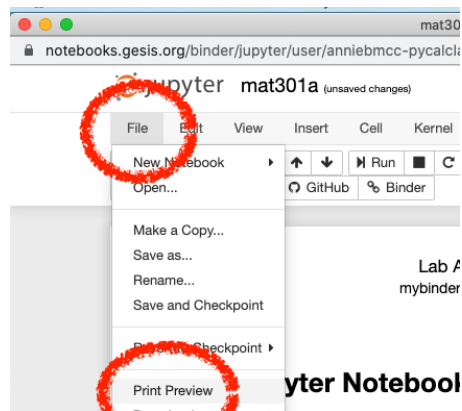 mat30
notebooks.gesis.org/binder/jupyter/user/anniebmcc-pycalcla
jupyter mat301a (unsaved changes)
File Edit View Insert Cell Kernel
New Notebook Run C
Open... GitHub Binder
Make a Copy...
Save as...
Rename...
Save and Checkpoint
Checkpoint
Print Preview
Lab A
mybinder
yter Notebook